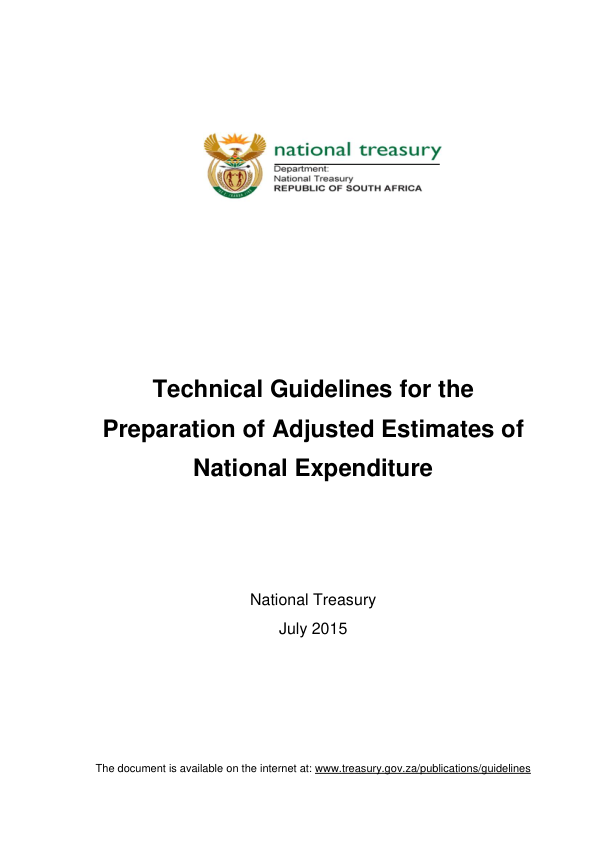 national treasury
Department:
National Treasury
REPUBLIC OF SOUTH AFRICA
Technical Guidelines for the
Preparation of Adjusted Estimates of
National Expenditure
National Treasury
July 2015
The document is available on the internet at: www.treasury.gov.za/publications/guidelines